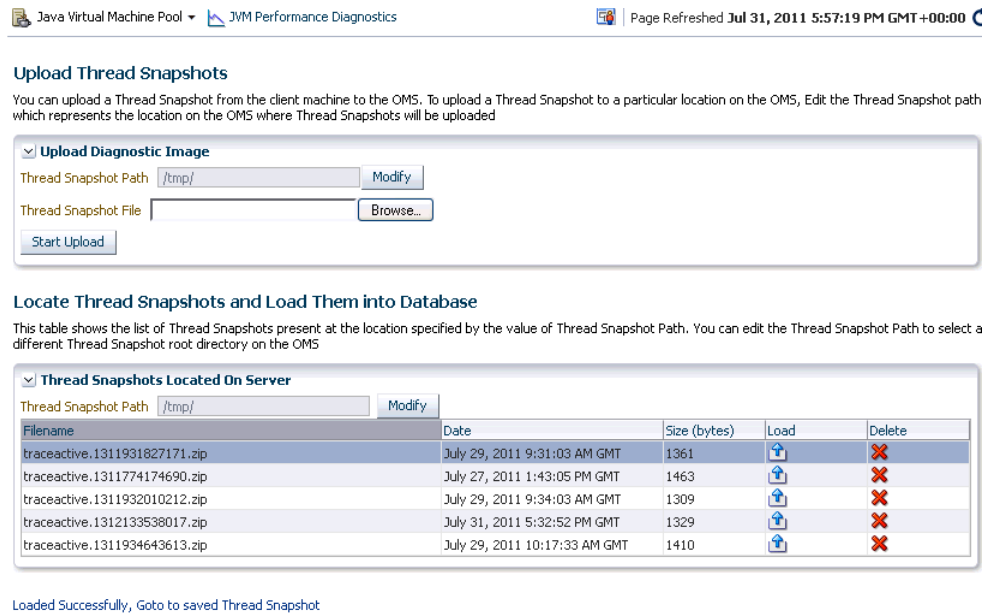 Java Virtual Machine Pool JVM Performance Diagnostics Page Refreshed Jul 31, 2011 5:57:19 PM GMT+00:00
Upload Thread Snapshots
You can upload a Thread Snapshot from the client machine to the OMS. To upload a Thread Snapshot to a particular location on the OMS, Edit the Thread Snapshot path
which represents the location on the OMS where Thread Snapshots will be uploaded
Upload Diagnostic Image
Thread Snapshot Path /tmp/ Modify
Thread Snapshot File Browse...
Start Upload
Locate Thread Snapshots and Load Them into Database
This table shows the list of Thread Snapshots present at the location specified by the value of Thread Snapshot Path. You can edit the Thread Snapshot Path to select a
different Thread Snapshot root directory on the OMS
Thread Snapshots Located On Server
Thread Snapshot Path /tmp/ Modify
Filename Date Size (bytes) Load Delete
traceactive.1311931827171.zip July 29, 2011 9:31:03 AM GMT 1361
traceactive.1311774174690.zip July 27, 2011 1:43:05 PM GMT 1463
traceactive.1311932010212.zip July 29, 2011 9:34:03 AM GMT 1309
traceactive.1312133538017.zip July 31, 2011 5:32:52 PM GMT 1329
traceactive.1311934643613.zip July 29, 2011 10:17:33 AM GMT 1410
Loaded Successfully, Goto to saved Thread Snapshot